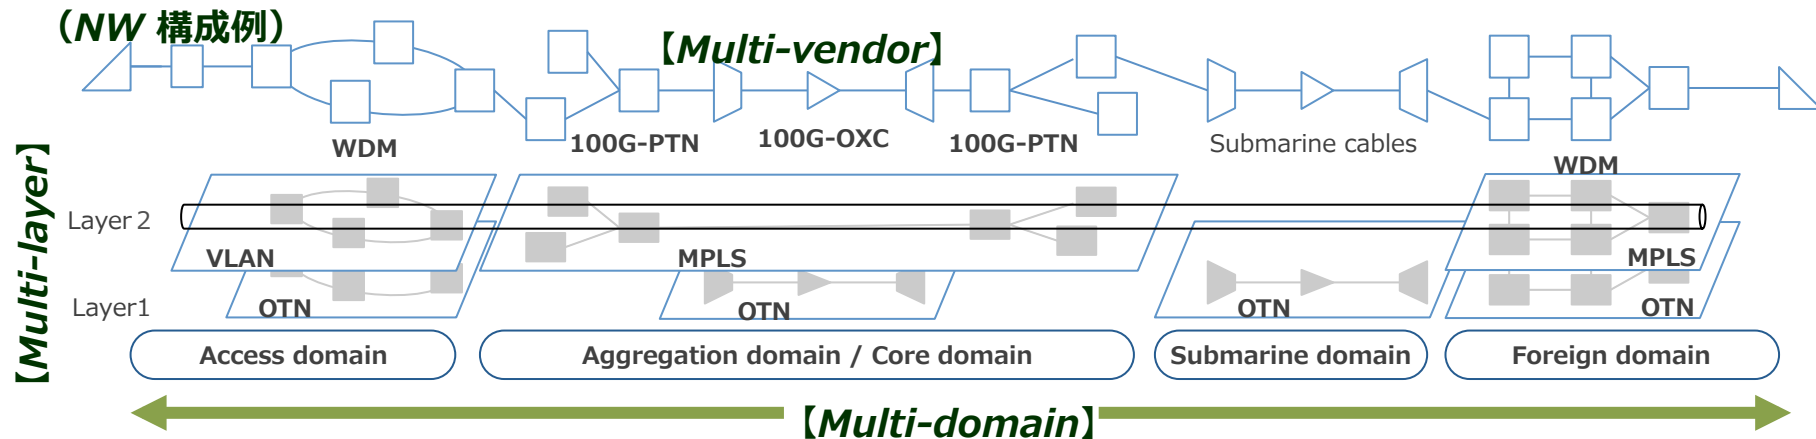 （NW 構成例）
【Multi-vendor】
WDM
100G-PTN
100G-OXC
100G-PTN
Submarine cables
WDM
【Multi-layer】
Layer 2
VLAN
MPLS
MPLS
Layer1
OTN
OTN
OTN
OTN
Access domain
Aggregation domain / Core domain
Submarine domain
Foreign domain
【Multi-domain】